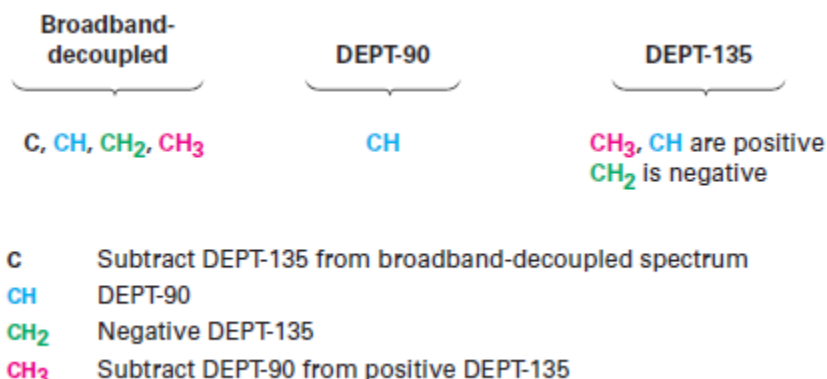 Broadband-
decoupled
DEPT-90
DEPT-135
C, CH, CH₂, CH₃
CH
CH₃, CH are positive
CH₂ is negative
C Subtract DEPT-135 from broadband-decoupled spectrum
CH DEPT-90
CH₂ Negative DEPT-135
CH₃ Subtract DEPT-90 from positive DEPT-135